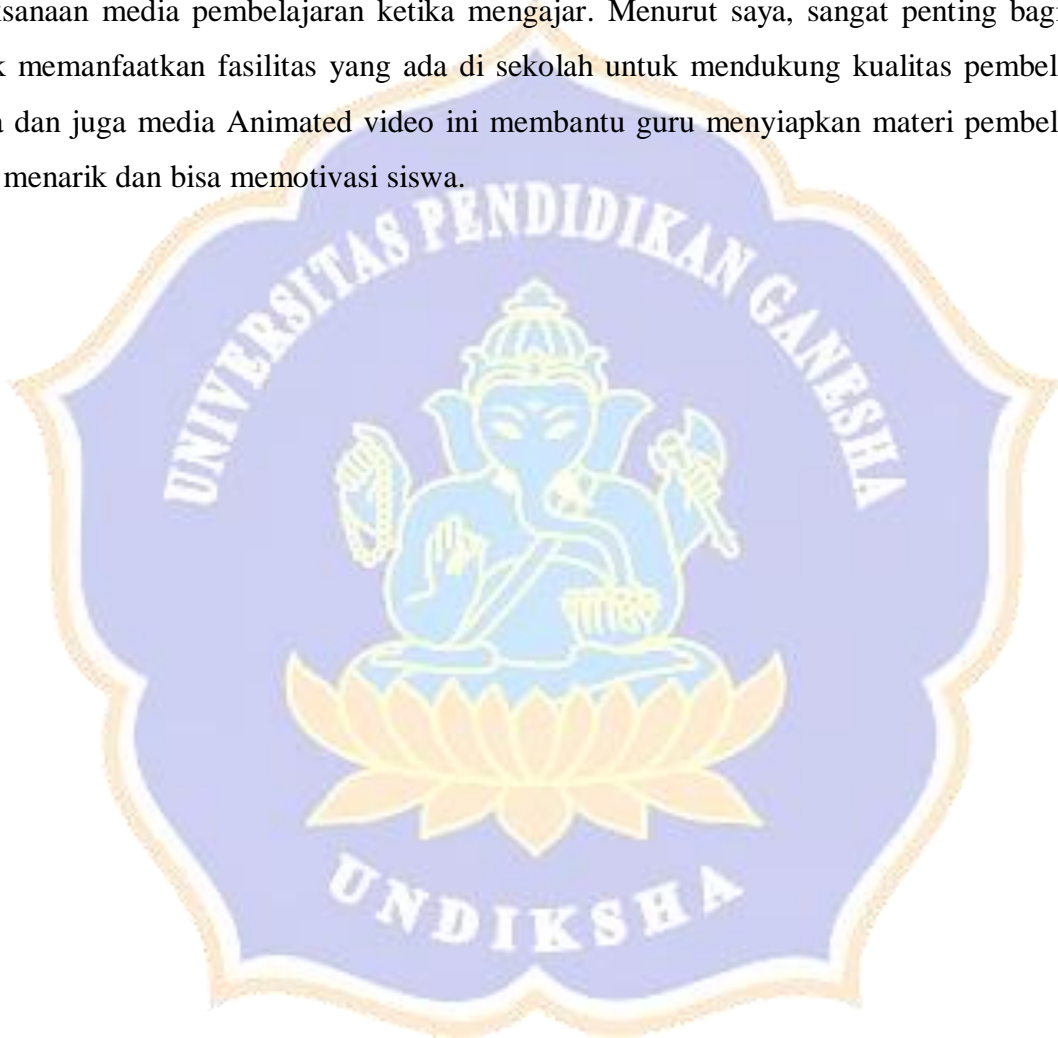 ksanaan media pembelajaran ketika mengajar. Menurut saya, sangat penting bagi
k memanfaatkan fasilitas yang ada di sekolah untuk mendukung kualitas pembel
a dan juga media Animated video ini membantu guru menyiapkan materi pembel
menarik dan bisa memotivasi siswa.
UNIVERSITAS PENDIDIKAN GANESHA
UNDIKSHA